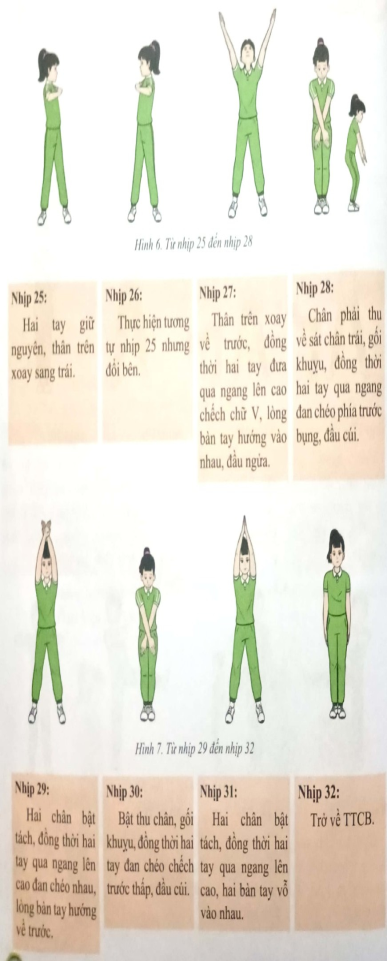 Hình 6. Từ nhịp 25 đến nhịp 28
Nhịp 25:
Hai tay giữ
nguyên, thân trên
xoay sang trái.
Nhịp 26:
Thực hiện tương
tự nhịp 25 nhưng
đổi bên.
Nhịp 27:
Thân trên xoay
về trước, đồng
thời hai tay đưa
qua ngang lên cao
chếch chữ V, lòng
bàn tay hướng vào
nhau, đầu ngửa.
Nhịp 28:
Chân phải thu
về sát chân trái, gối
khuỵu, đồng thời
hai tay qua ngang
đan chéo phía trước
bụng, đầu cúi.
Hình 7. Từ nhịp 29 đến nhịp 32
Nhịp 29:
Hai chân bật
tách, đồng thời hai
tay qua ngang lên
cao đan chéo nhau,
lòng bàn tay hướng
về trước.
Nhịp 30:
Bật thu chân, gối
khuỵu, đồng thời hai
tay đan chéo chếch
trước thấp, đầu cúi.
Nhịp 31:
Hai chân bật
tách, đồng thời hai
tay qua ngang lên
cao, hai bàn tay vỗ
vào nhau.
Nhịp 32:
Trở về TTCB.